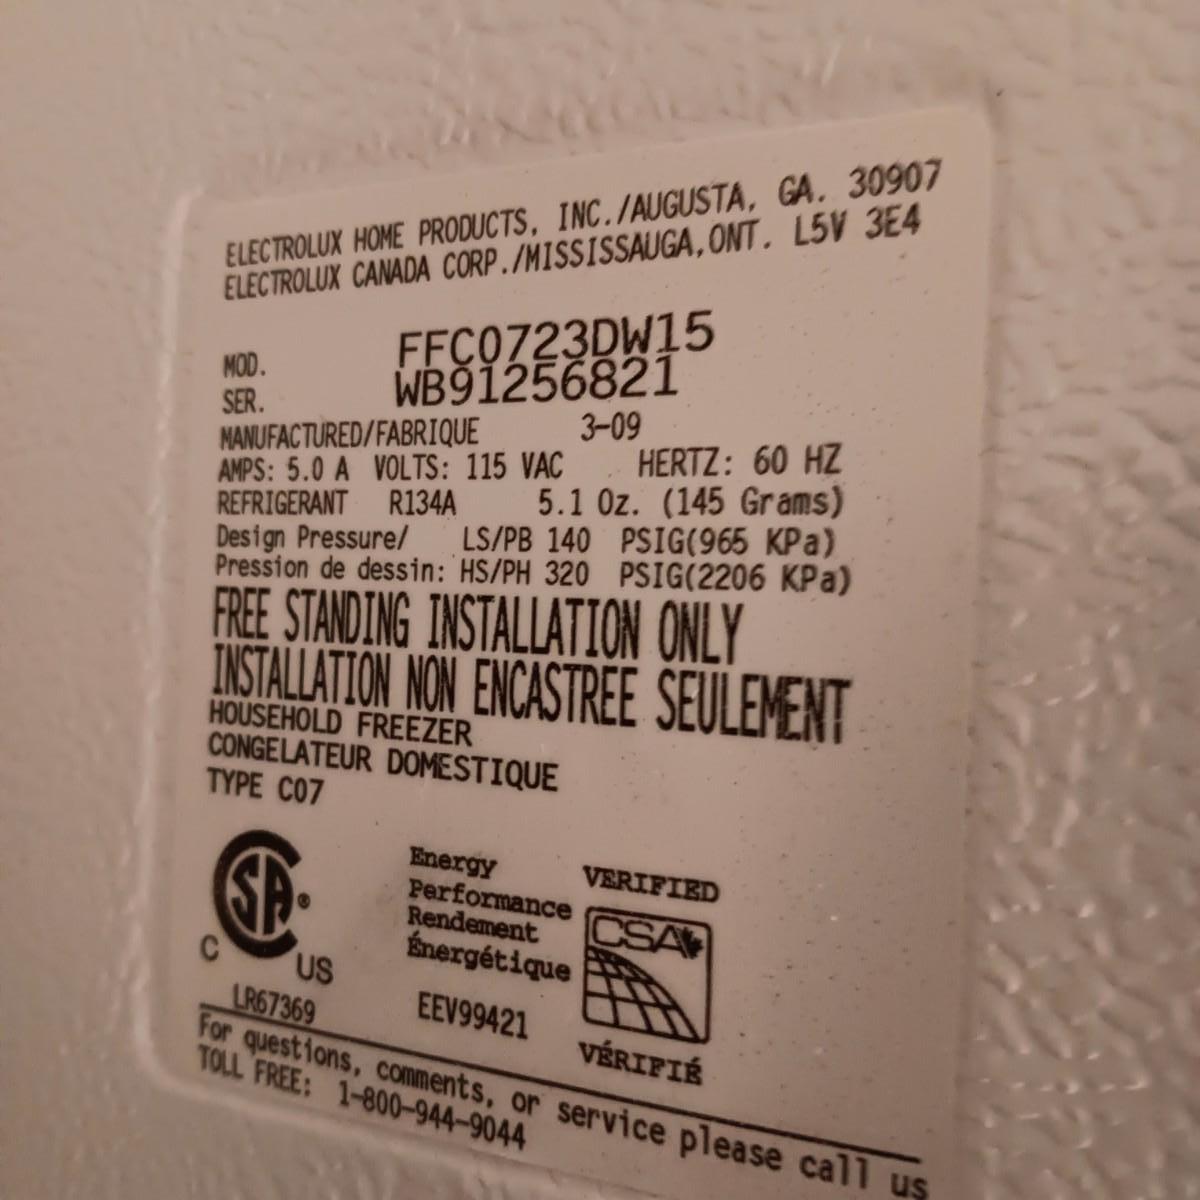 ELECTROLUX HOME PRODUCTS, INC./AUGUSTA, GA. 30907
ELECTROLUX CANADA CORP./MISSISSAUGA,ONT. L5V 3E4
MOD. FFC0723DW15
SER. WB91256821
MANUFACTURED/FABRIQUE 3-09
AMPS: 5.0 A VOLTS: 115 VAC HERTZ: 60 HZ
REFRIGERANT R134A 5.1 Oz. (145 Grams)
Design Pressure/ LS/PB 140 PSIG(965 KPa)
Pression de dessin: HS/PH 320 PSIG(2206 KPa)
FREE STANDING INSTALLATION ONLY
INSTALLATION NON ENCASTREE SEULEMENT
HOUSEHOLD FREEZER
CONGELATEUR DOMESTIQUE
TYPE C07
SA®
C US
LR67369
Energy
Performance
Rendement
Énergétique
EEV99421
VERIFIED
CSA
VÉRIFIÉ
For questions, comments, or service please call us
TOLL FREE: 1-800-944-9044